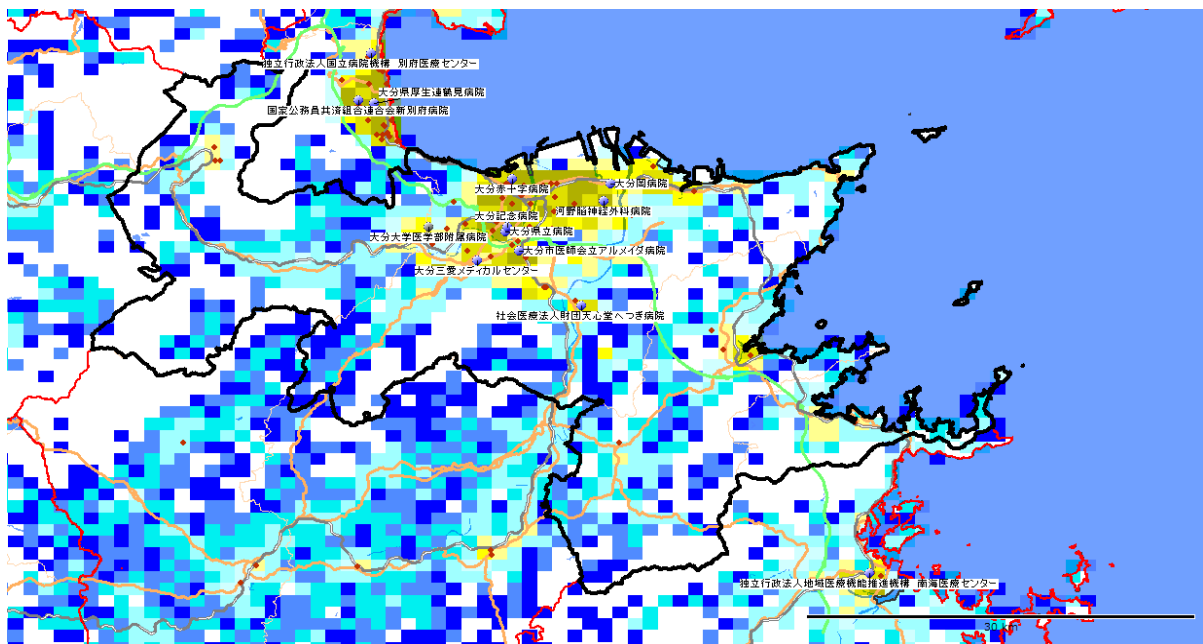 独立行政法人国立病院機構 別府医療センター
大分県厚生連鶴見病院
国家公務員共済組合連合会新別府病院
大分赤十字病院
大分岡病院
大分記念病院
河野脳神経外科病院
大分大学医学部附属病院
大分県立病院
大分市医師会立アルメイダ病院
大分三愛メディカルセンター
社会医療法人財団天心堂へつぎ病院
独立行政法人地域医療機能推進機構 南海医療センター
30 km